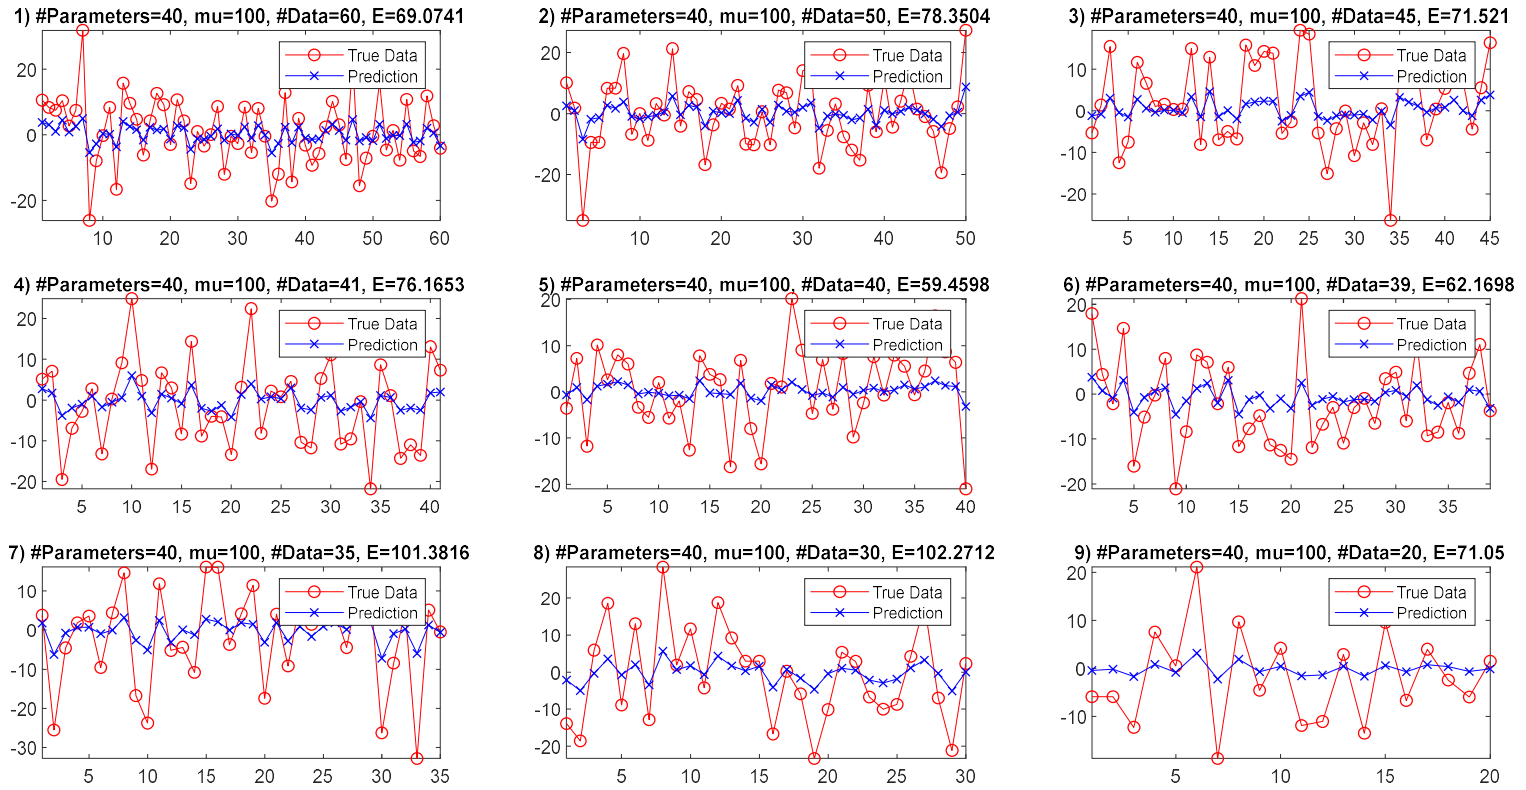 1) #Parameters=40, mu=100, #Data=60, E=69.0741
True Data
Prediction
20
0
-20
10 20 30 40 50 60
2) #Parameters=40, mu=100, #Data=50, E=78.3504
True Data
Prediction
20
0
-20
10 20 30 40 50
3) #Parameters=40, mu=100, #Data=45, E=71.521
True Data
Prediction
10
0
-10
-20
5 10 15 20 25 30 35 40 45
4) #Parameters=40, mu=100, #Data=41, E=76.1653
True Data
Prediction
20
10
0
-10
-20
5 10 15 20 25 30 35 40
5) #Parameters=40, mu=100, #Data=40, E=59.4598
True Data
Prediction
20
10
0
-10
-20
10 20 30 40
6) #Parameters=40, mu=100, #Data=39, E=62.1698
True Data
Prediction
20
10
0
-10
-20
5 10 15 20 25 30 35
7) #Parameters=40, mu=100, #Data=35, E=101.3816
True Data
Prediction
10
0
-10
-20
-30
5 10 15 20 25 30 35
8) #Parameters=40, mu=100, #Data=30, E=102.2712
True Data
Prediction
20
10
0
-10
-20
5 10 15 20 25 30
9) #Parameters=40, mu=100, #Data=20, E=71.05
True Data
Prediction
20
10
0
-10
5 10 15 20